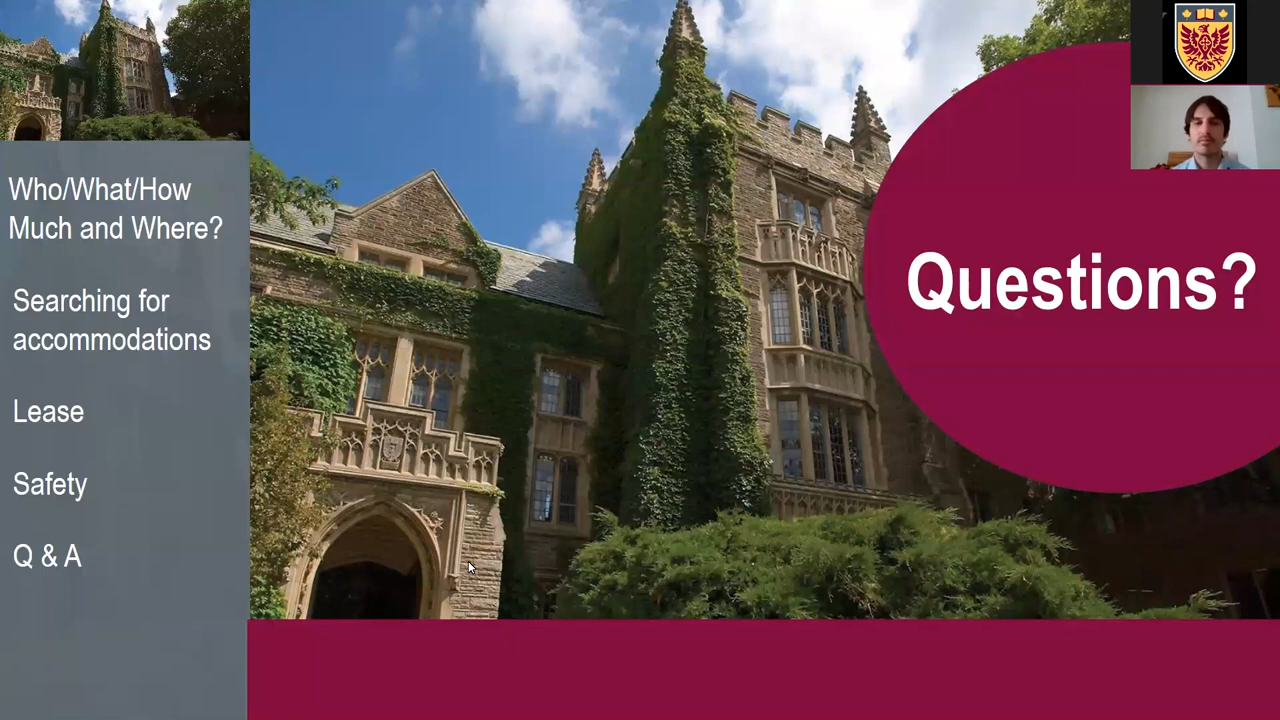 Who/What/How
Much and Where?
Searching for
accommodations
Lease
Safety
Q & A
Questions?